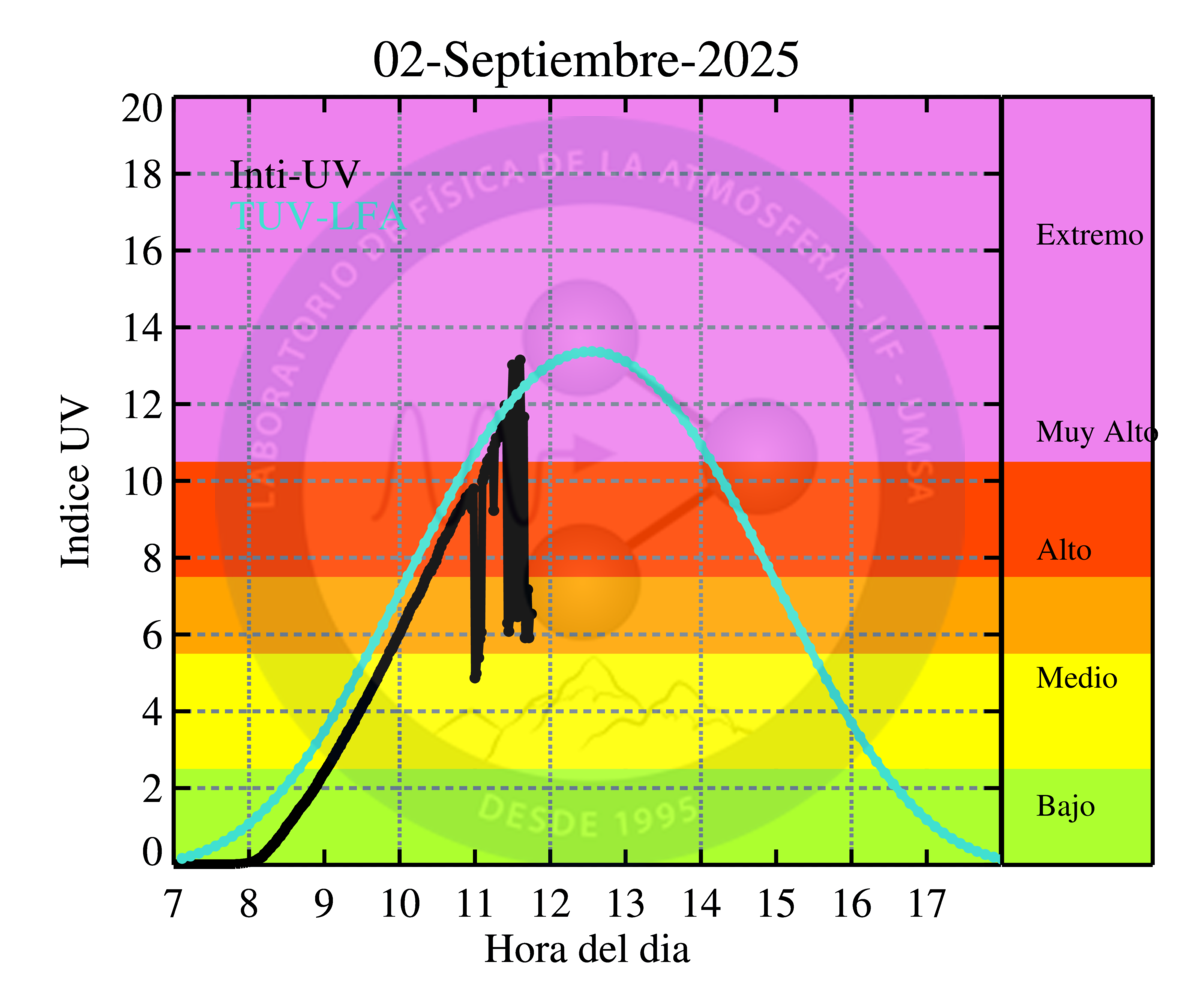 02-Septiembre-2025
20
18
16
14
12
10
8
6
4
2
0
Indice UV
Inti-UV
TUV-LFA
LABORATORIO DE FÍSICA DE LA ATMÓSFERA - IIF - UMSA
DESDE 1995
Extremo
Muy Alto
Alto
Medio
Bajo
7 8 9 10 11 12 13 14 15 16 17
Hora del dia